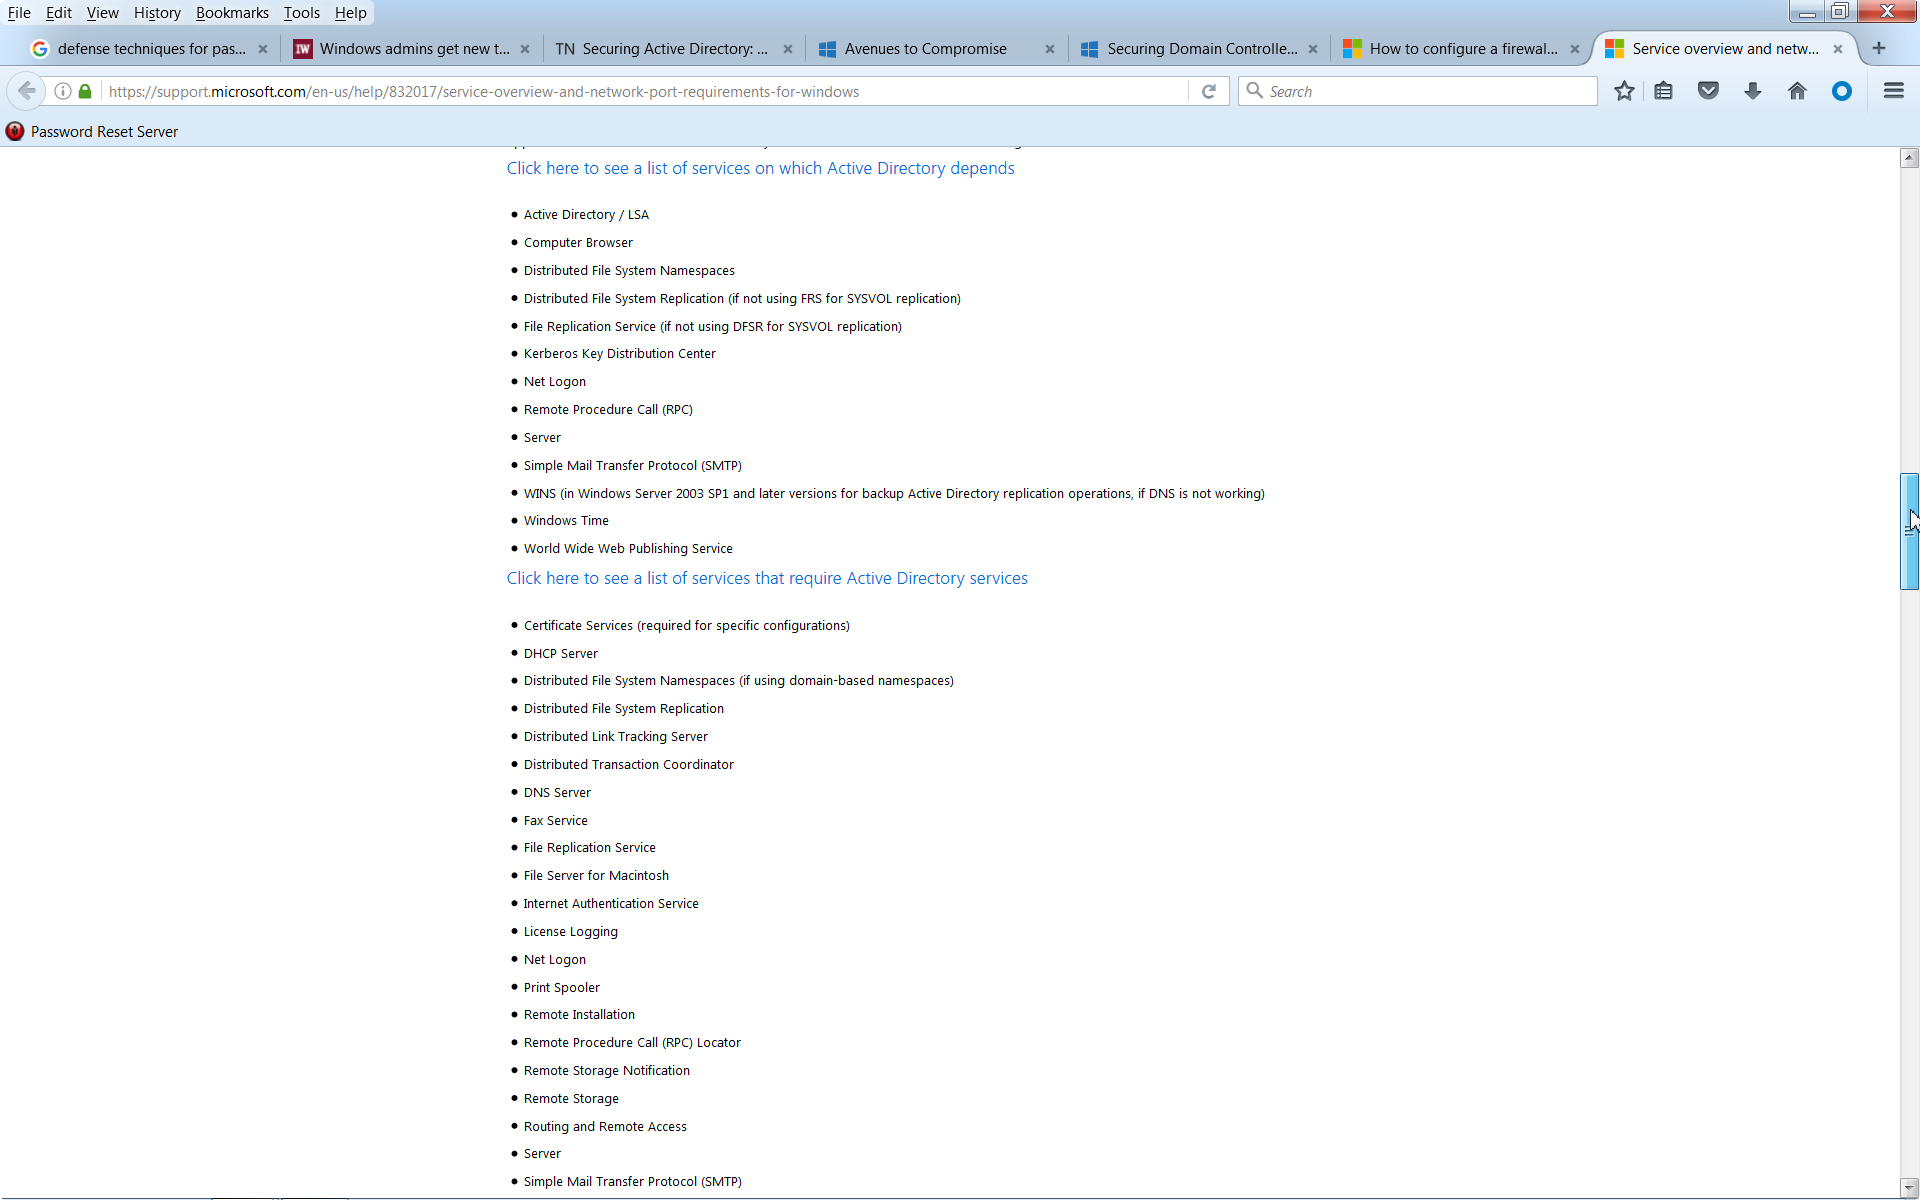 File Edit View History Bookmarks Tools Help
defense techniques for pas...
IW Windows admins get new t...
TN Securing Active Directory: ...
Avenues to Compromise
Securing Domain Controlle...
How to configure a firewal...
Service overview and netw...
https://support.microsoft.com/en-us/help/832017/service-overview-and-network-port-requirements-for-windows
Search
Password Reset Server
Click here to see a list of services on which Active Directory depends
Active Directory / LSA
Computer Browser
Distributed File System Namespaces
Distributed File System Replication (if not using FRS for SYSVOL replication)
File Replication Service (if not using DFSR for SYSVOL replication)
Kerberos Key Distribution Center
Net Logon
Remote Procedure Call (RPC)
Server
Simple Mail Transfer Protocol (SMTP)
WINS (in Windows Server 2003 SP1 and later versions for backup Active Directory replication operations, if DNS is not working)
Windows Time
World Wide Web Publishing Service
Click here to see a list of services that require Active Directory services
Certificate Services (required for specific configurations)
DHCP Server
Distributed File System Namespaces (if using domain-based namespaces)
Distributed File System Replication
Distributed Link Tracking Server
Distributed Transaction Coordinator
DNS Server
Fax Service
File Replication Service
File Server for Macintosh
Internet Authentication Service
License Logging
Net Logon
Print Spooler
Remote Installation
Remote Procedure Call (RPC) Locator
Remote Storage Notification
Remote Storage
Routing and Remote Access
Server
Simple Mail Transfer Protocol (SMTP)